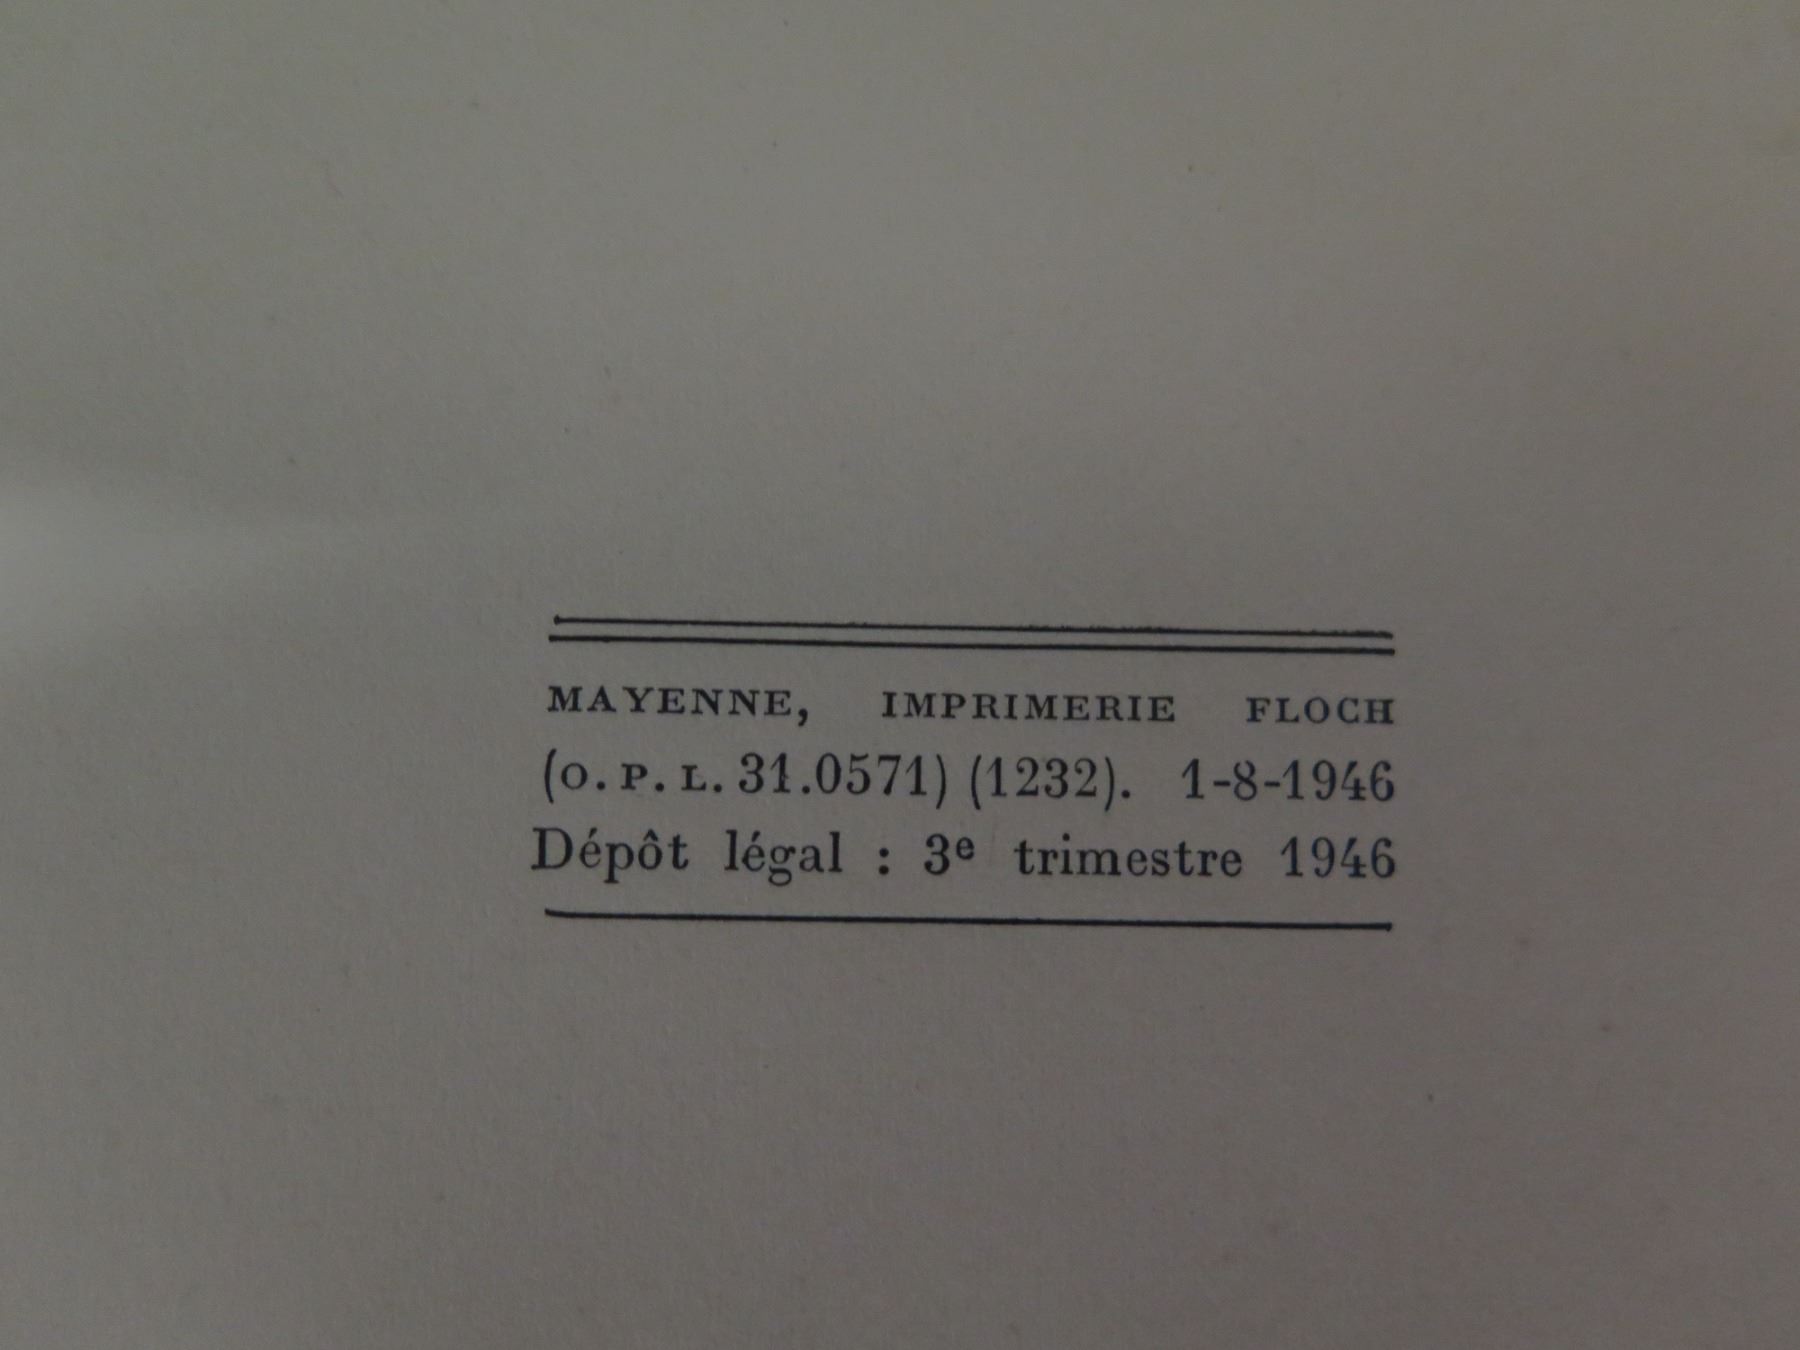 MAYENNE, IMPRIMERIE FLOCH
(O. P. L. 31.0571) (1232). 1-8-1946
Dépôt légal : 3e trimestre 1946